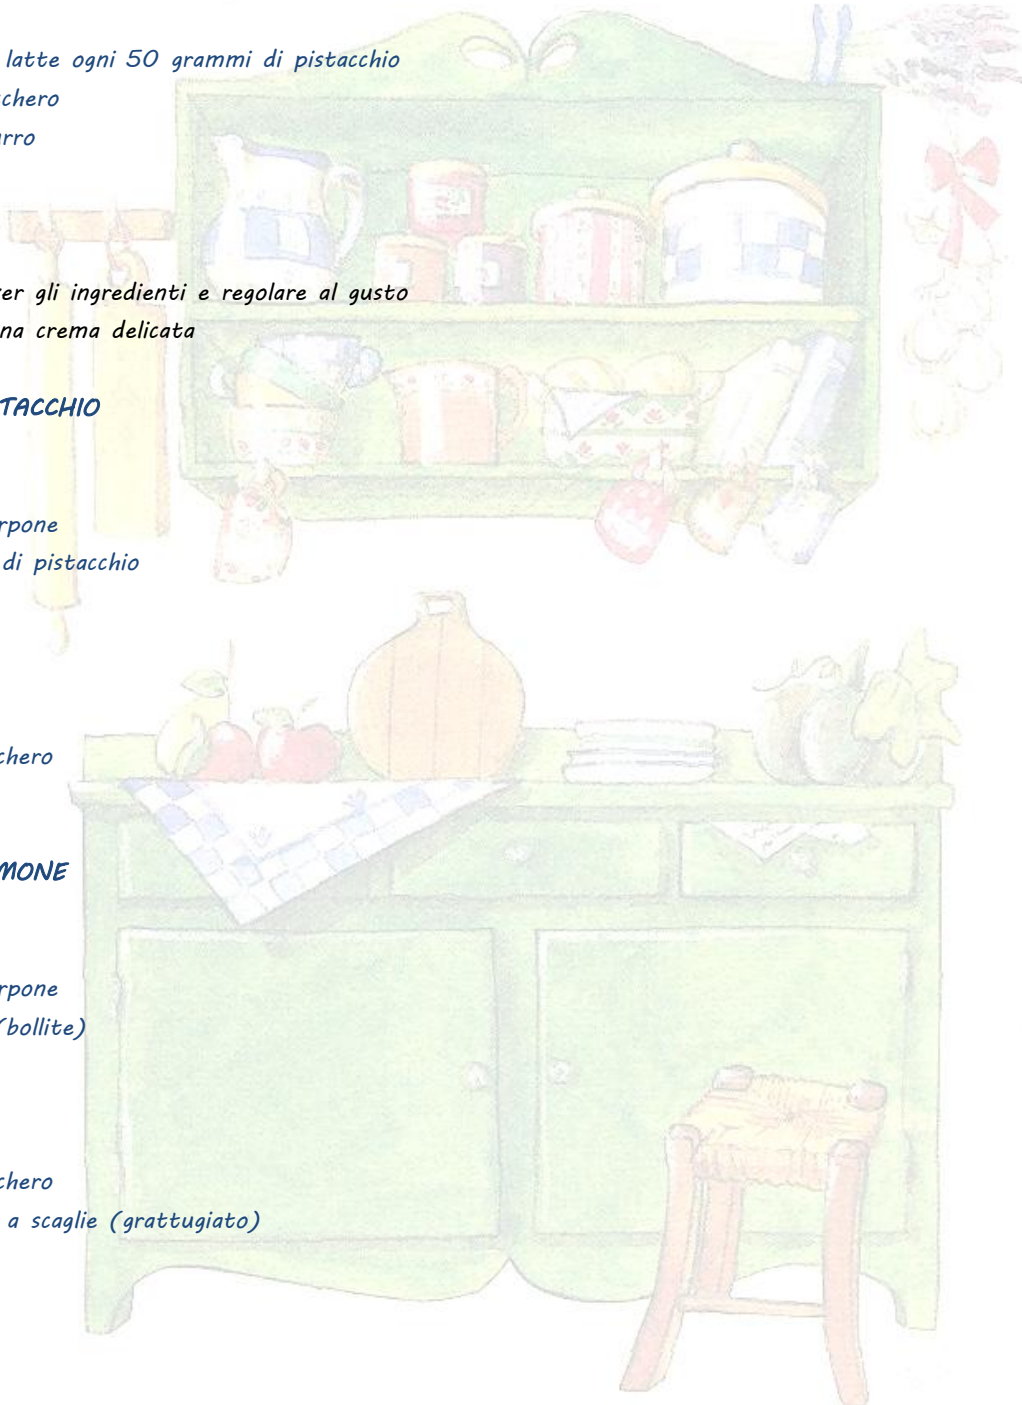 latte ogni 50 grammi di pistacchio
chero
rro
er gli ingredienti e regolare al gusto
na crema delicata
TACCHIO
rpone
di pistacchio
chero
MONE
rpone
(bollite)
chero
a scaglie (grattugiato)